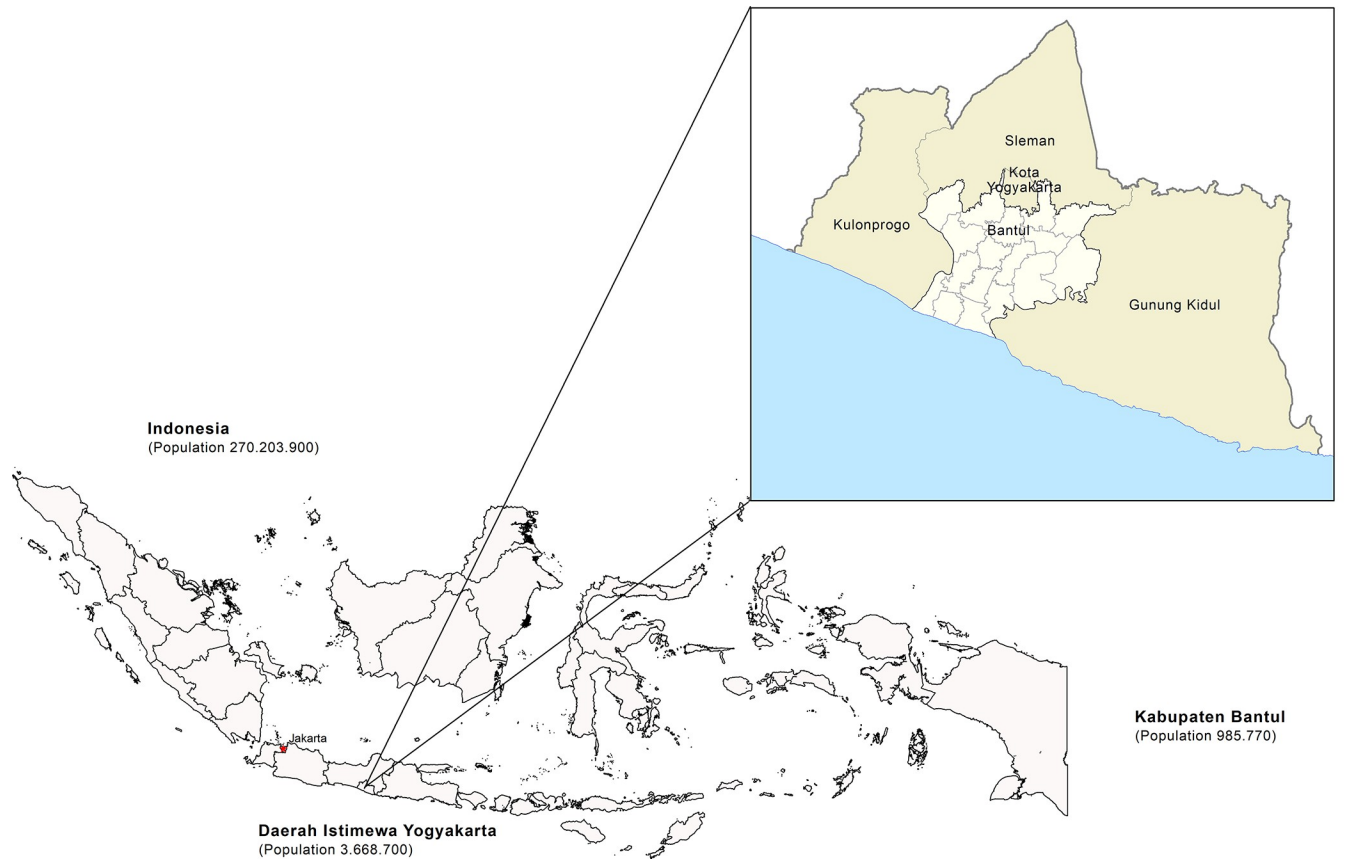 Sleman
Kota
Yogyakarta
Kulonprogo
Bantul
Gunung Kidul
Indonesia
(Population 270.203.900)
Jakarta
Kabupaten Bantul
(Population 985.770)
Daerah Istimewa Yogyakarta
(Population 3.668.700)